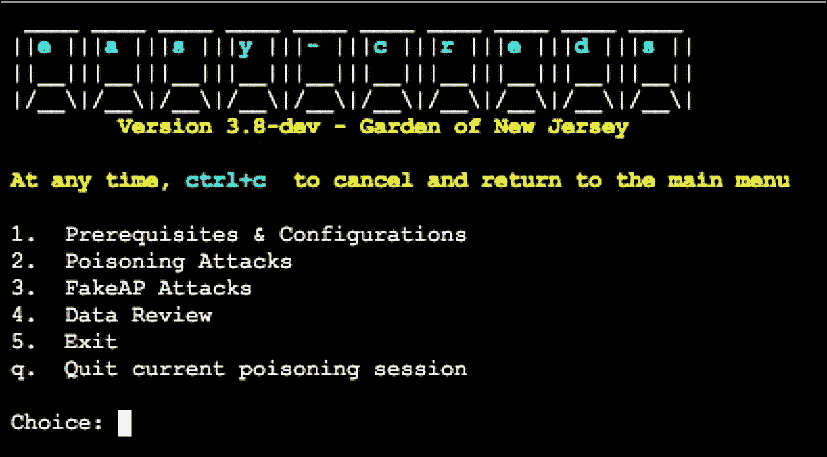 easy-creds
Version 3.8-dev - Garden of New Jersey
At any time, ctrl+c  to cancel and return to the main menu
1.  Prerequisites & Configurations
2.  Poisoning Attacks
3.  FakeAP Attacks
4.  Data Review
5.  Exit
q.  Quit current poisoning session
Choice: